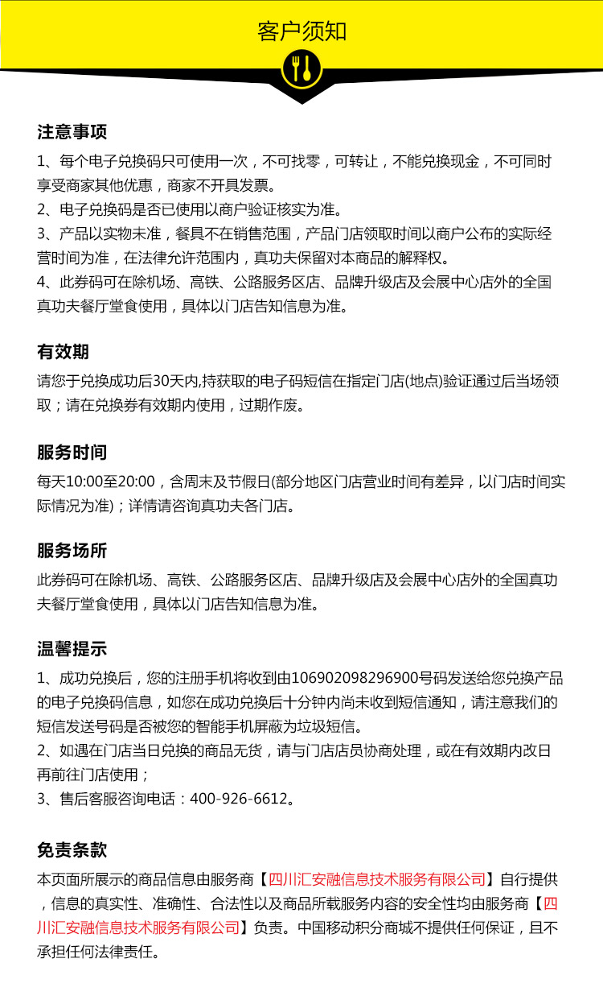 客户须知
注意事项
1、每个电子兑换码只可使用一次，不可找零，可转让，不能兑换现金，不可同时
享受商家其他优惠，商家不开具发票。
2、电子兑换码是否已使用以商户验证核实为准。
3、产品以实物未准，餐具不在销售范围，产品门店领取时间以商户公布的实际经
营时间为准，在法律允许范围内，真功夫保留对本商品的解释权。
4、此券码可在除机场、高铁、公路服务区店、品牌升级店及会展中心店外的全国
真功夫餐厅堂食使用，具体以门店告知信息为准。
有效期
请您于兑换成功后30天内,持获取的电子码短信在指定门店(地点)验证通过后当场领
取；请在兑换券有效期内使用，过期作废。
服务时间
每天10:00至20:00，含周末及节假日(部分地区门店营业时间有差异，以门店时间实
际情况为准)；详情请咨询真功夫各门店。
服务场所
此券码可在除机场、高铁、公路服务区店、品牌升级店及会展中心店外的全国真功
夫餐厅堂食使用，具体以门店告知信息为准。
温馨提示
1、成功兑换后，您的注册手机将收到由106902098296900号码发送给您兑换产品
的电子兑换码信息，如您在成功兑换后十分钟内尚未收到短信通知，请注意我们的
短信发送号码是否被您的智能手机屏蔽为垃圾短信。
2、如遇在门店当日兑换的商品无货，请与门店店员协商处理，或在有效期内改日
再前往门店使用；
3、售后客服咨询电话：400-926-6612。
免责条款
本页面所展示的商品信息由服务商【四川汇安融信息技术服务有限公司】自行提供
，信息的真实性、准确性、合法性以及商品所载服务内容的安全性均由服务商【四
川汇安融信息技术服务有限公司】负责。中国移动积分商城不提供任何保证，且不
承担任何法律责任。